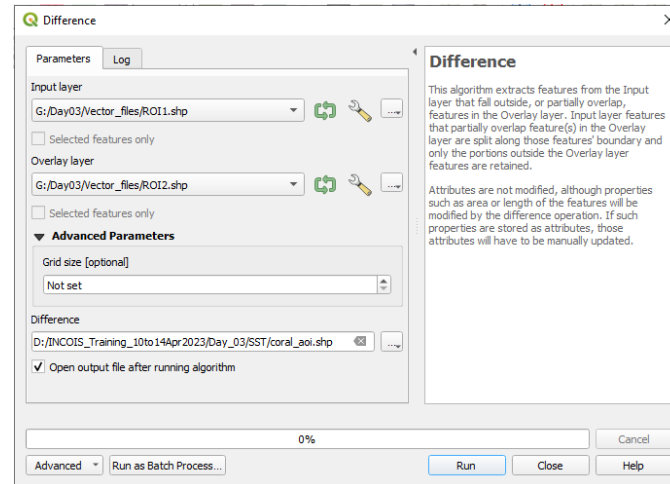 Difference
Parameters
Log
Input layer
G:/Day03/Vector_files/ROI1.shp
...
Selected features only
Overlay layer
G:/Day03/Vector_files/ROI2.shp
...
Selected features only
Advanced Parameters
Grid size [optional]
Not set
Difference
D:/INCOIS_Training_10to14Apr2023/Day_03/SST/coral_aoi.shp
...
Open output file after running algorithm
Difference
This algorithm extracts features from the Input
layer that fall outside, or partially overlap,
features in the Overlay layer. Input layer features
that partially overlap feature(s) in the Overlay
layer are split along those features' boundary and
only the portions outside the Overlay layer
features are retained.
Attributes are not modified, although properties
such as area or length of the features will be
modified by the difference operation. If such
properties are stored as attributes, those
attributes will have to be manually updated.
0%
Cancel
Advanced
Run as Batch Process...
Run
Close
Help